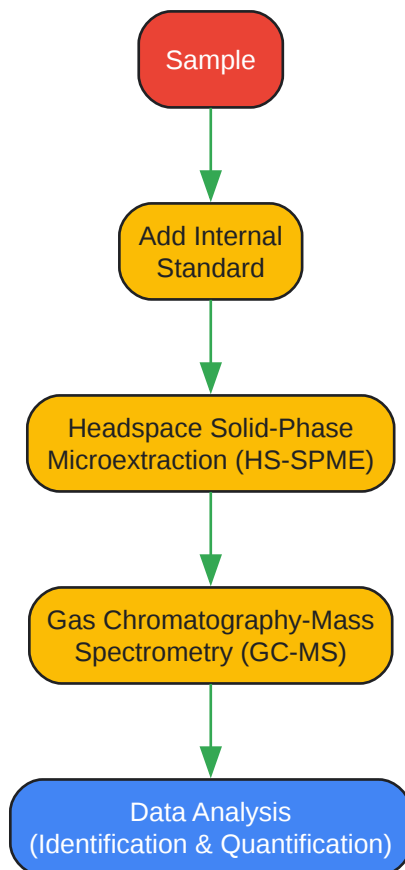 Sample
Add Internal
Standard
Headspace Solid-Phase
Microextraction (HS-SPME)
Gas Chromatography-Mass
Spectrometry (GC-MS)
Data Analysis
(Identification & Quantification)